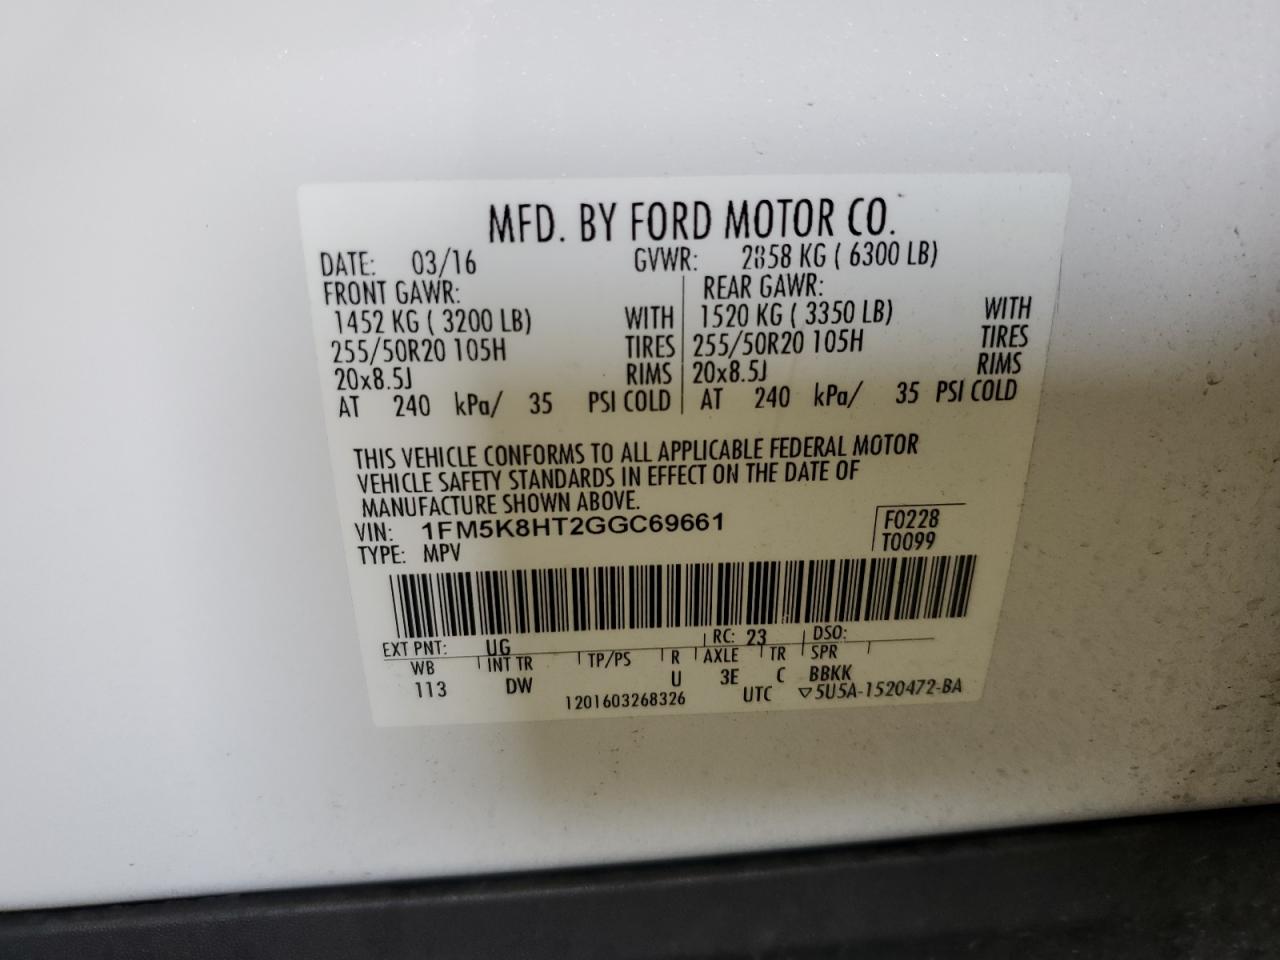 MFD. BY FORD MOTOR CO.
DATE: 03/16 GVWR: 2858 KG ( 6300 LB)
FRONT GAWR: REAR GAWR:
1452 KG ( 3200 LB) WITH 1520 KG ( 3350 LB) WITH
255/50R20 105H TIRES 255/50R20 105H TIRES
20x8.5J RIMS 20x8.5J RIMS
AT 240 kPa/ 35 PSI COLD AT 240 kPa/ 35 PSI COLD
THIS VEHICLE CONFORMS TO ALL APPLICABLE FEDERAL MOTOR
VEHICLE SAFETY STANDARDS IN EFFECT ON THE DATE OF
MANUFACTURE SHOWN ABOVE.
VIN: 1FM5K8HT2GGC69661 F0228
TYPE: MPV T0099
EXT PNT: UG RC: 23 DSO:
WB INT TR TP/PS R AXLE TR SPR
113 DW U 3E C BBKK
1201603268326 UTC ▽5U5A-1520472-BA